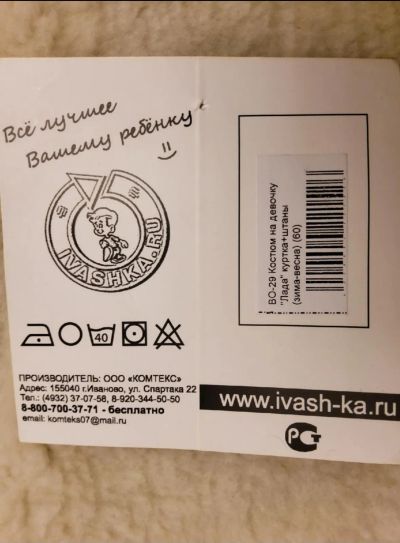 Всё лучшее
Вашему ребёнку
IVASHKA.RU
40
ВО-29 Костюм на девочку
"Лада" куртка+штаны
(зима-весна) (60)
ПРОИЗВОДИТЕЛЬ: ООО «КОМТЕКС»
Адрес: 155040 г.Иваново, ул. Спартака 22
Тел.: (4932) 37-07-58, 8-920-344-50-50
8-800-700-37-71 - бесплатно
email: komteks07@mail.ru
www.ivash-ka.ru
РСТ